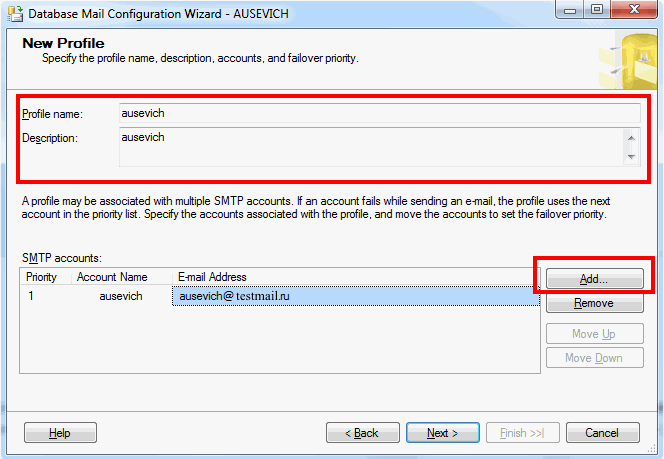 Database Mail Configuration Wizard - AUSEVICH
New Profile
Specify the profile name, description, accounts, and failover priority.
Profile name: ausevich
Description: ausevich
A profile may be associated with multiple SMTP accounts. If an account fails while sending an e-mail, the profile uses the next
account in the priority list. Specify the accounts associated with the profile, and move the accounts to set the failover priority.
SMTP accounts:
Priority Account Name E-mail Address
1 ausevich ausevich@testmail.ru
Add...
Remove
Move Up
Move Down
Help < Back Next > Finish >>| Cancel